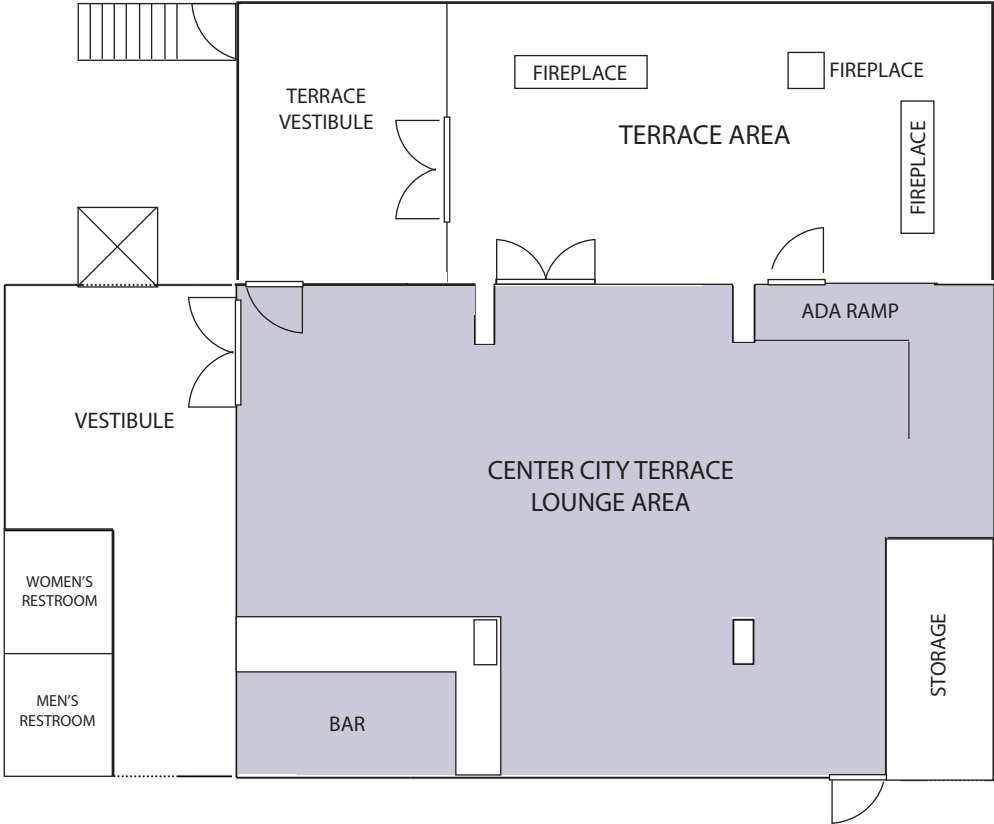 FIREPLACE
FIREPLACE
TERRACE
VESTIBULE
TERRACE AREA
FIREPLACE
ADA RAMP
VESTIBULE
CENTER CITY TERRACE
LOUNGE AREA
WOMEN'S
RESTROOM
STORAGE
MEN'S
RESTROOM
BAR